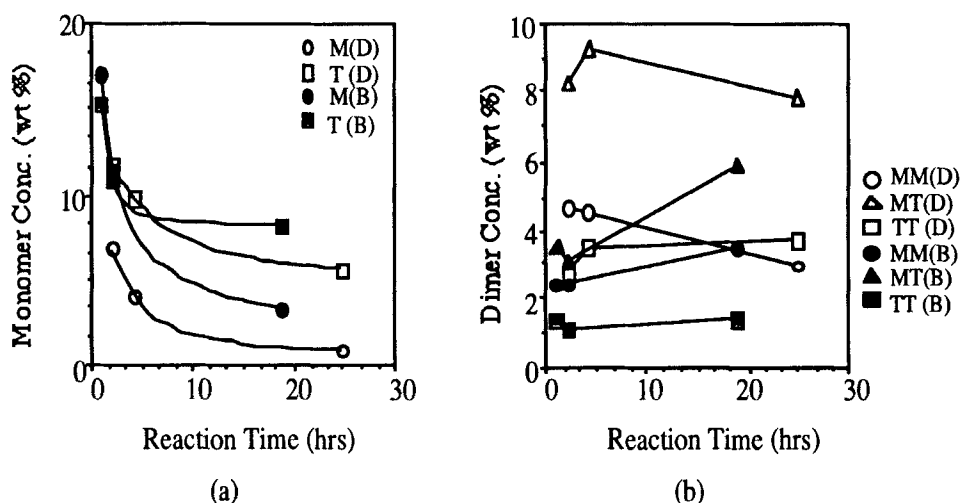 20
10
0
0
10
20
30
Monomer Conc. (wt %)
Reaction Time (hrs)
M(D)
T (D)
M(B)
T (B)
(a)
10
8
6
4
2
0
0
10
20
30
Dimer Conc. (wt %)
Reaction Time (hrs)
MM(D)
MT(D)
TT (D)
MM(B)
MT(B)
TT (B)
(b)